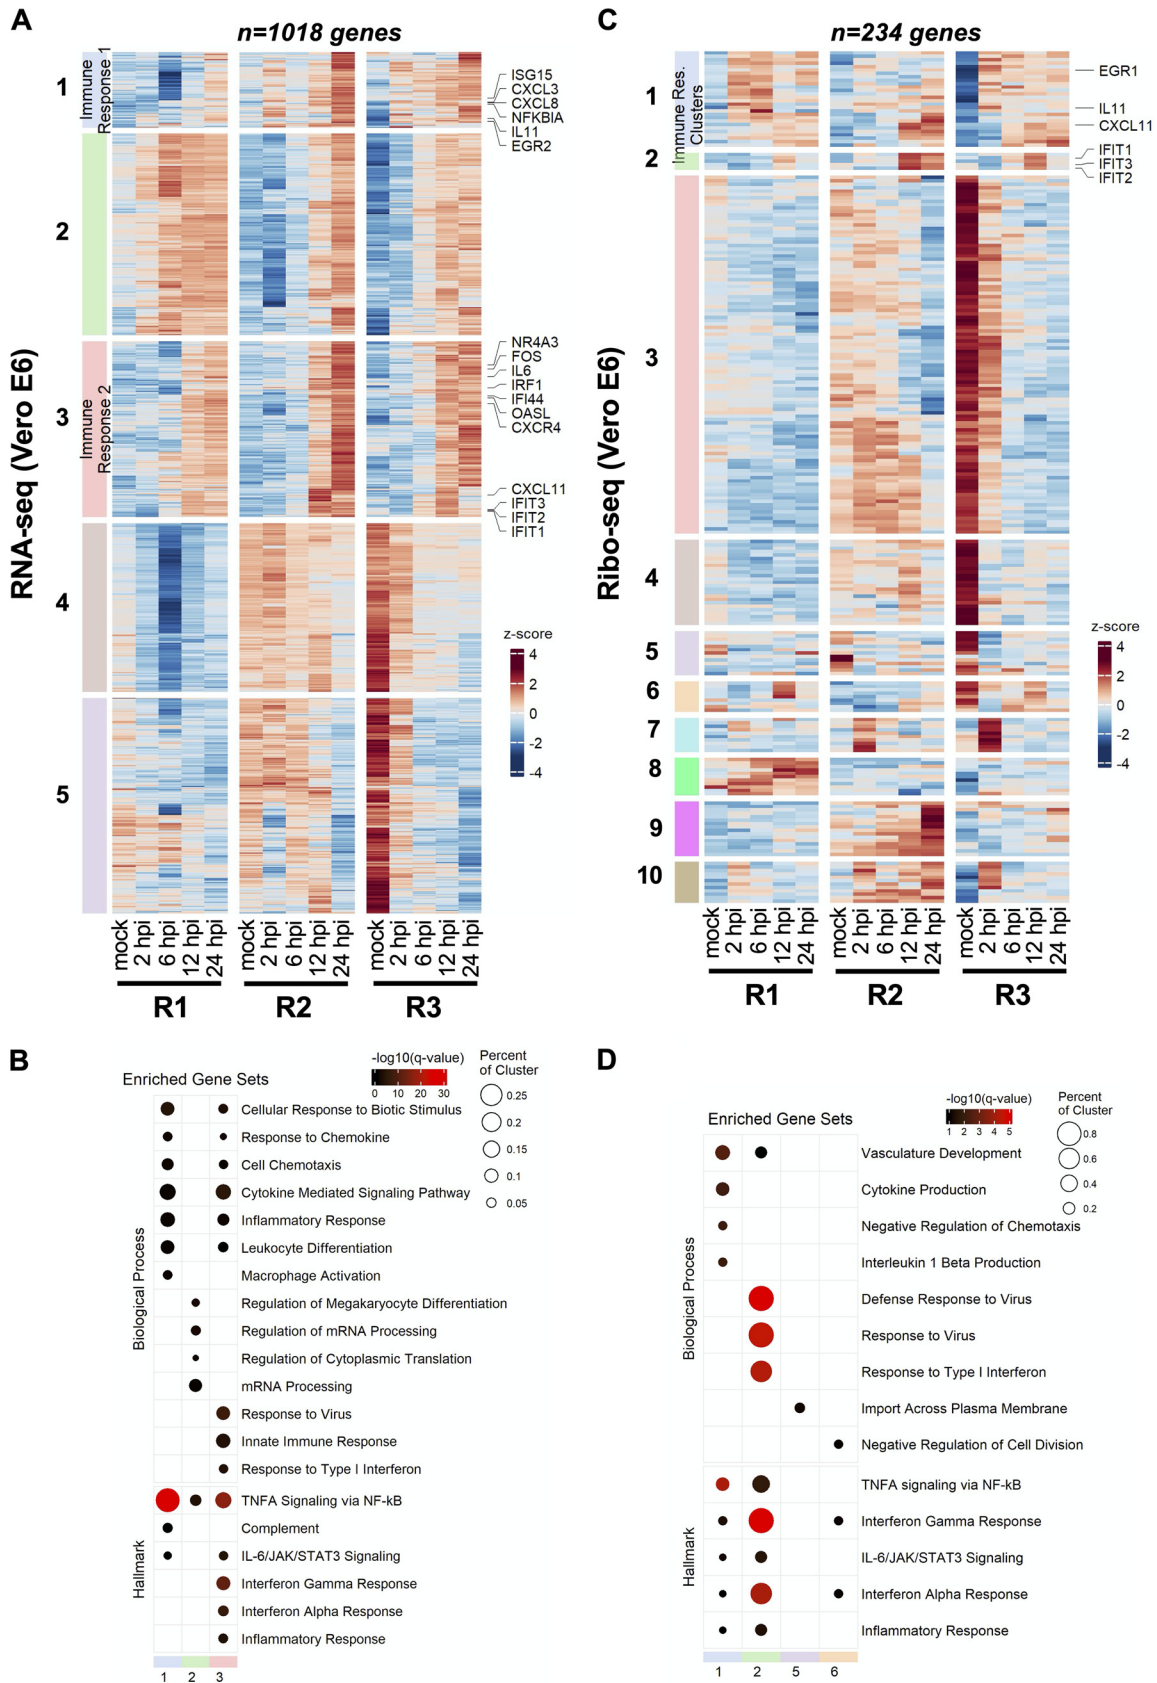 A
n=1018 genes
RNA-seq (Vero E6)
1
Immune
Response 1
2
3
Immune
Response 2
4
5
ISG15
CXCL3
CXCL8
NFKBIA
IL11
EGR2
NR4A3
FOS
IL6
IRF1
IFI44
OASL
CXCR4
CXCL11
IFIT3
IFIT2
IFIT1
z-score
4
2
0
-2
-4
mock
2 hpi
6 hpi
12 hpi
24 hpi
mock
2 hpi
6 hpi
12 hpi
24 hpi
mock
2 hpi
6 hpi
12 hpi
24 hpi
R1
R2
R3
C
n=234 genes
Ribo-seq (Vero E6)
Immune Res.
Clusters
1
2
3
4
5
6
7
8
9
10
EGR1
IL11
CXCL11
IFIT1
IFIT3
IFIT2
z-score
4
2
0
-2
-4
mock
2 hpi
6 hpi
12 hpi
24 hpi
mock
2 hpi
6 hpi
12 hpi
24 hpi
mock
2 hpi
6 hpi
12 hpi
24 hpi
R1
R2
R3
B
Enriched Gene Sets
-log10(q-value)
0 10 20 30
Percent
of Cluster
0.25
0.2
0.15
0.1
0.05
Biological Process
Cellular Response to Biotic Stimulus
Response to Chemokine
Cell Chemotaxis
Cytokine Mediated Signaling Pathway
Inflammatory Response
Leukocyte Differentiation
Macrophage Activation
Regulation of Megakaryocyte Differentiation
Regulation of mRNA Processing
Regulation of Cytoplasmic Translation
mRNA Processing
Response to Virus
Innate Immune Response
Response to Type I Interferon
Hallmark
TNFA Signaling via NF-kB
Complement
IL-6/JAK/STAT3 Signaling
Interferon Gamma Response
Interferon Alpha Response
Inflammatory Response
1 2 3
D
Enriched Gene Sets
-log10(q-value)
1 2 3 4 5
Percent
of Cluster
0.8
0.6
0.4
0.2
Biological Process
Vasculature Development
Cytokine Production
Negative Regulation of Chemotaxis
Interleukin 1 Beta Production
Defense Response to Virus
Response to Virus
Response to Type I Interferon
Import Across Plasma Membrane
Negative Regulation of Cell Division
Hallmark
TNFA signaling via NF-kB
Interferon Gamma Response
IL-6/JAK/STAT3 Signaling
Interferon Alpha Response
Inflammatory Response
1 2 5 6